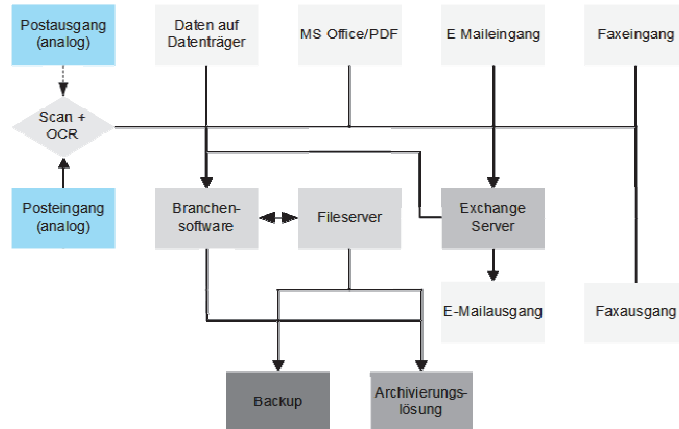 Postausgang
(analog)
Daten auf
Datenträger
MS Office/PDF
E Maileingang
Faxeingang
Scan +
OCR
Posteingang
(analog)
Branchen-
software
Fileserver
Exchange
Server
E-Mailausgang
Faxausgang
Backup
Archivierungs-
lösung